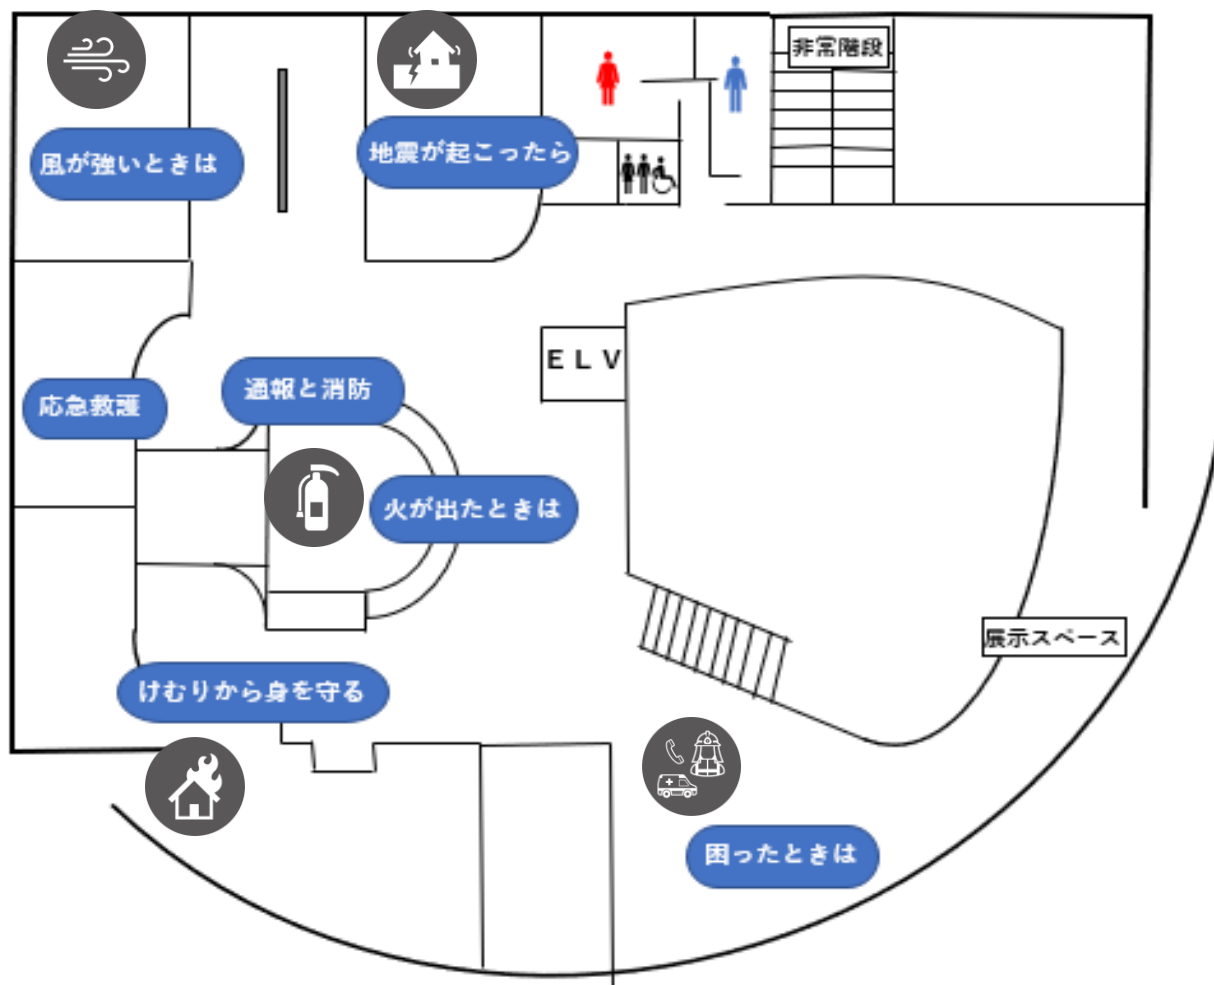 非常階段
風が強いときは
地震が起こったら
ＥＬＶ
通報と消防
応急救護
火が出たときは
展示スペース
けむりから身を守る
困ったときは